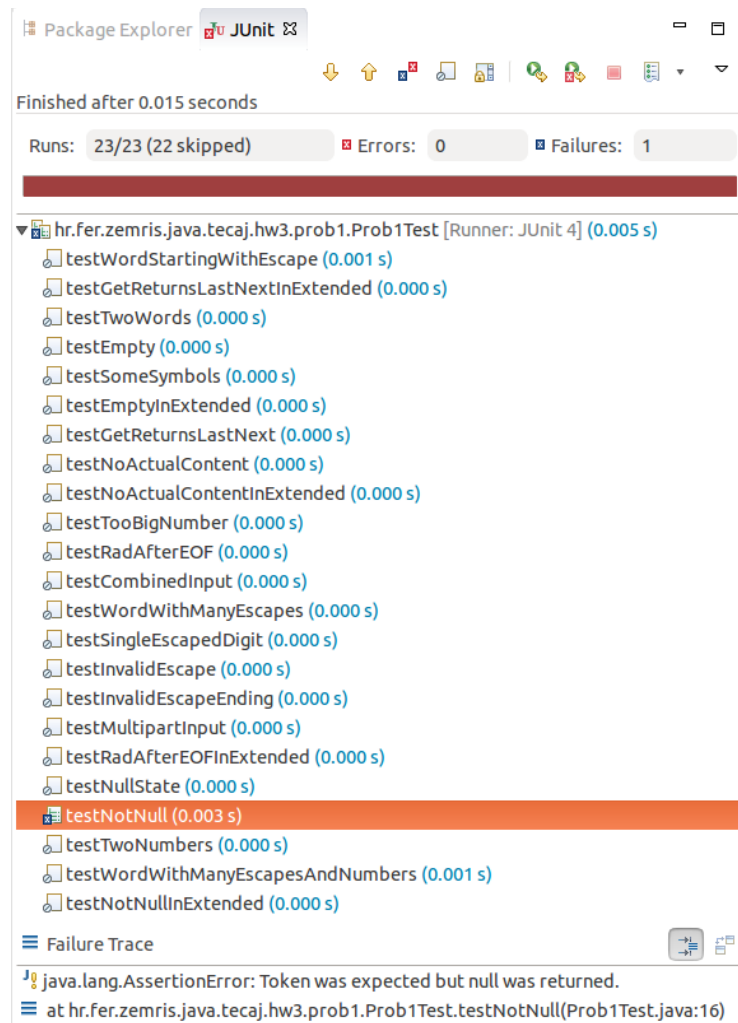 Package Explorer JUnit
Finished after 0.015 seconds
Runs: 23/23 (22 skipped) Errors: 0 Failures: 1
hr.fer.zemris.java.tecaj.hw3.prob1.Prob1Test [Runner: JUnit 4] (0.005 s)
testWordStartingWithEscape (0.001 s)
testGetReturnsLastNextInExtended (0.000 s)
testTwoWords (0.000 s)
testEmpty (0.000 s)
testSomeSymbols (0.000 s)
testEmptyInExtended (0.000 s)
testGetReturnsLastNext (0.000 s)
testNoActualContent (0.000 s)
testNoActualContentInExtended (0.000 s)
testTooBigNumber (0.000 s)
testRadAfterEOF (0.000 s)
testCombinedInput (0.000 s)
testWordWithManyEscapes (0.000 s)
testSingleEscapedDigit (0.000 s)
testInvalidEscape (0.000 s)
testInvalidEscapeEnding (0.000 s)
testMultipartInput (0.000 s)
testRadAfterEOFInExtended (0.000 s)
testNullState (0.000 s)
testNotNull (0.003 s)
testTwoNumbers (0.000 s)
testWordWithManyEscapesAndNumbers (0.001 s)
testNotNullInExtended (0.000 s)
Failure Trace
java.lang.AssertionError: Token was expected but null was returned.
at hr.fer.zemris.java.tecaj.hw3.prob1.Prob1Test.testNotNull(Prob1Test.java:16)